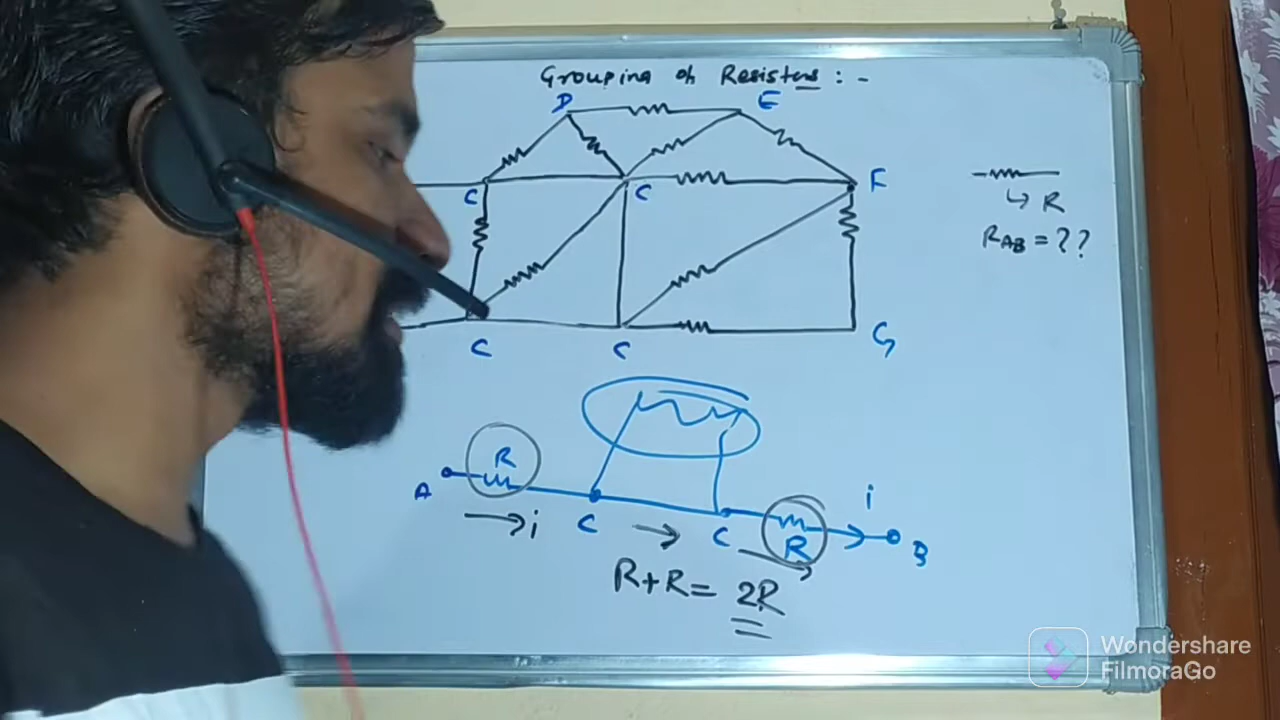 Grouping of Resistors : -
D E
C C F
R
RAB = ??
C C G
R
A i
C C R B
i
R+R= 2R
Wondershare
FilmoraGo